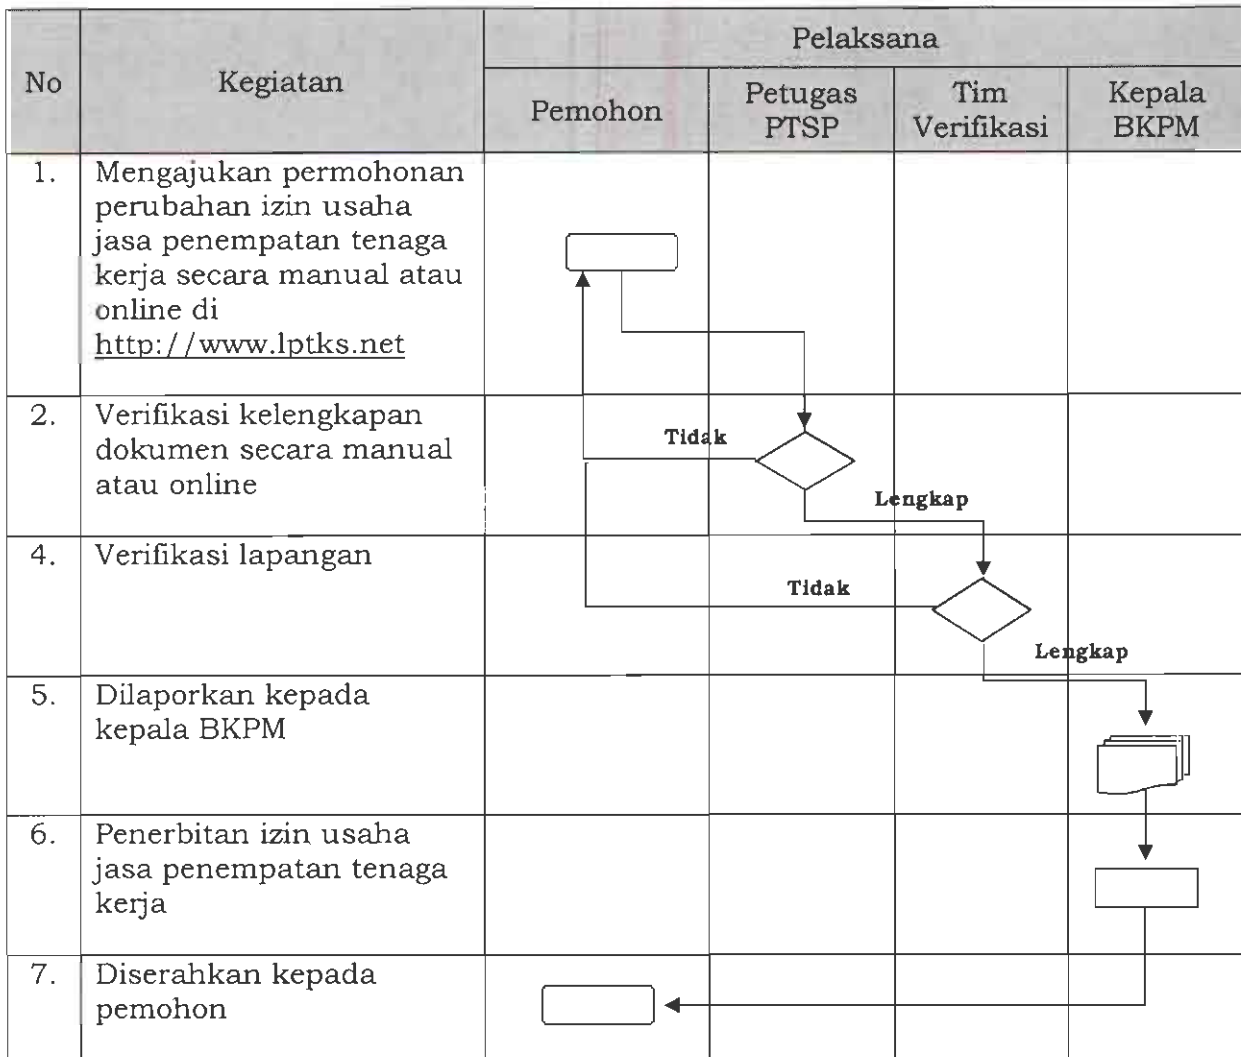 No
Kegiatan
Pelaksana
Pemohon
Petugas
PTSP
Tim
Verifikasi
Kepala
BKPM
1.
Mengajukan permohonan
perubahan izin usaha
jasa penempatan tenaga
kerja secara manual atau
online di
http://www.lptks.net
2.
Verifikasi kelengkapan
dokumen secara manual
atau online
Tidak
Lengkap
4.
Verifikasi lapangan
Tidak
Lengkap
5.
Dilaporkan kepada
kepala BKPM
6.
Penerbitan izin usaha
jasa penempatan tenaga
kerja
7.
Diserahkan kepada
pemohon